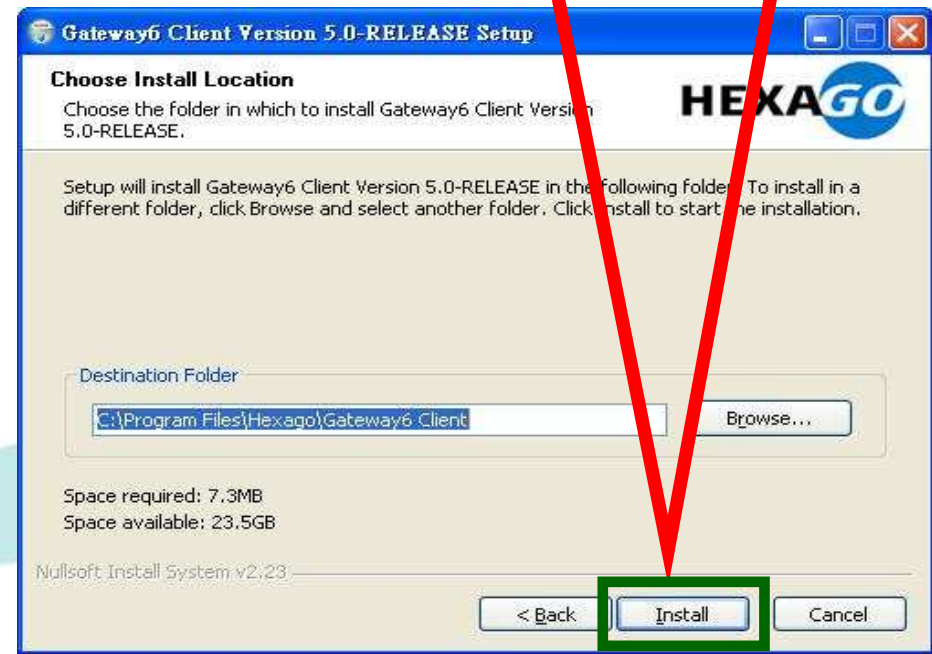 Gateway6 Client Version 5.0-RELEASE Setup
Choose Install Location
Choose the folder in which to install Gateway6 Client Version
5.0-RELEASE.
HEXAGO
Setup will install Gateway6 Client Version 5.0-RELEASE in the following folder. To install in a
different folder, click Browse and select another folder. Click Install to start the installation.
Destination Folder
C:\Program Files\Hexago\Gateway6 Client
Browse...
Space required: 7.3MB
Space available: 23.5GB
Nullsoft Install System v2.23
< Back Install Cancel